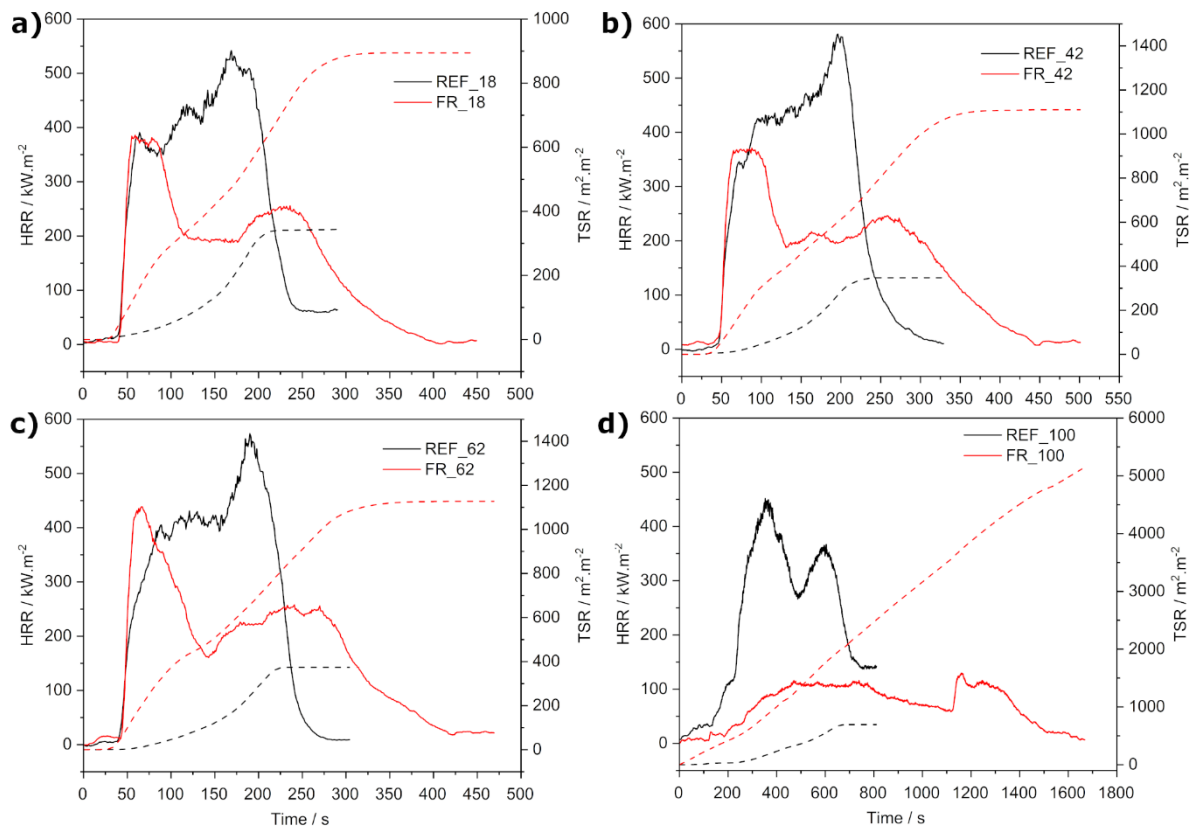 a)
600
500
400
300
200
100
0
HRR / kW.m-2
1000
800
600
400
200
0
TSR / m².m-2
REF_18
FR_18
0 50 100 150 200 250 300 350 400 450 500
b)
600
500
400
300
200
100
0
HRR / kW.m-2
1400
1200
1000
800
600
400
200
0
TSR / m².m-2
REF_42
FR_42
0 50 100 150 200 250 300 350 400 450 500 550
c)
600
500
400
300
200
100
0
HRR / kW.m-2
1400
1200
1000
800
600
400
200
0
TSR / m².m-2
REF_62
FR_62
0 50 100 150 200 250 300 350 400 450 500
Time / s
d)
600
500
400
300
200
100
0
HRR / kW.m-2
6000
5000
4000
3000
2000
1000
0
TSR / m².m-2
REF_100
FR_100
0 200 400 600 800 1000 1200 1400 1600 1800
Time / s